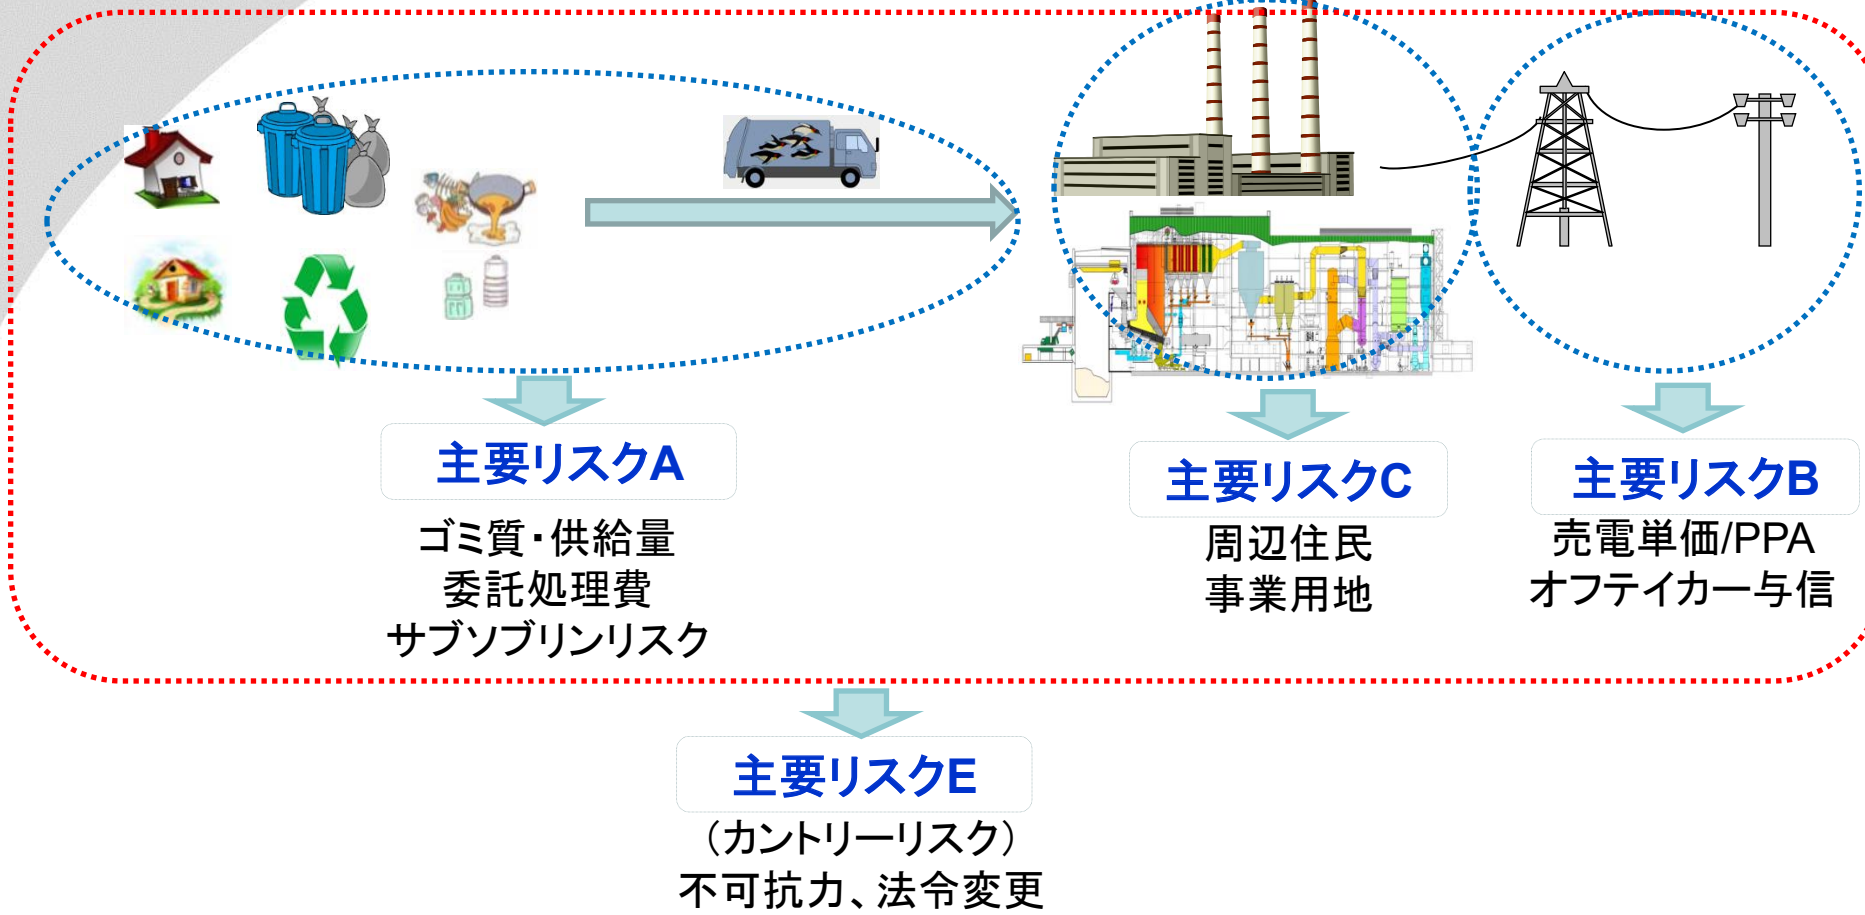 主要リスクA
ゴミ質・供給量
委託処理費
サブソブリンリスク
主要リスクC
周辺住民
事業用地
主要リスクB
売電単価/PPA
オフテイカー与信
主要リスクE
（カントリーリスク）
不可抗力、法令変更